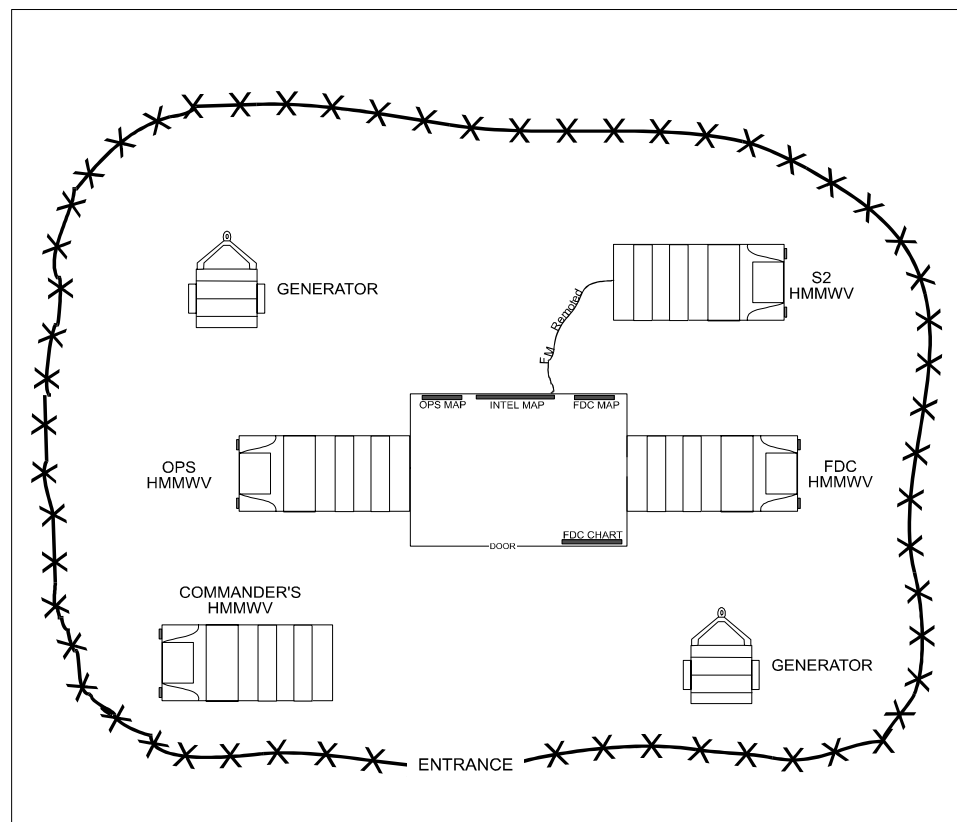 GENERATOR
S2
HMMWV
FM Remoted
OPS MAP
INTEL MAP
FDC MAP
OPS
HMMWV
FDC
HMMWV
FDC CHART
DOOR
COMMANDER'S
HMMWV
GENERATOR
ENTRANCE